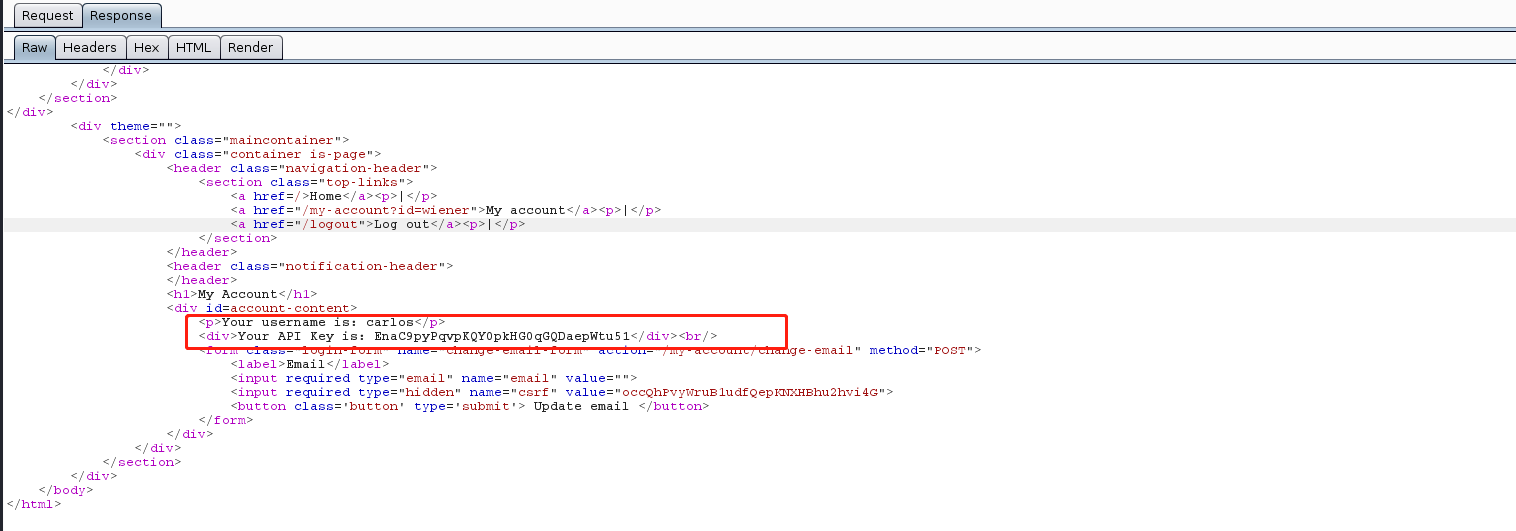 Request Response
Raw Headers Hex HTML Render
</div>
</div>
</section>
</div>
<div theme="">
<section class="maincontainer">
<div class="container is-page">
<header class="navigation-header">
<section class="top-links">
<a href=/>Home</a><p>|</p>
<a href="/my-account?id=wiener">My account</a><p>|</p>
<a href="/logout">Log out</a><p>|</p>
</section>
</header>
<header class="notification-header">
</header>
<h1>My Account</h1>
<div id=account-content>
<p>Your username is: carlos</p>
<div>Your API Key is: EnaC9pyPqvpKQY0pkHG0qGQDaepWtu51</div><br/>
<form class="login-form" name="change-email-form" action="/my-account/change-email" method="POST">
<label>Email</label>
<input required type="email" name="email" value="">
<input required type="hidden" name="csrf" value="occQhPvyWruB1udfQepKNXHBhu2hvi4G">
<button class='button' type='submit'> Update email </button>
</form>
</div>
</div>
</section>
</div>
</body>
</html>